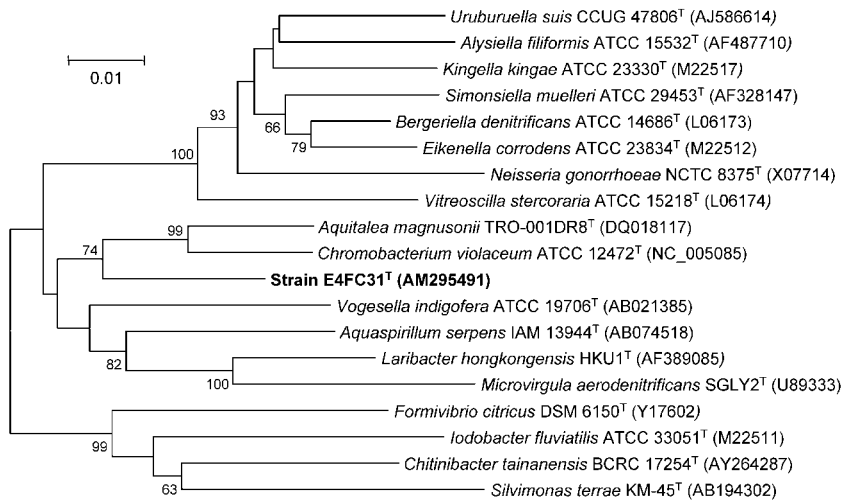 Uruburuella suis CCUG 47806ᵀ (AJ586614)
Alysiella filiformis ATCC 15532ᵀ (AF487710)
0.01
Kingella kingae ATCC 23330ᵀ (M22517)
Simonsiella muelleri ATCC 29453ᵀ (AF328147)
93
66
Bergeriella denitrificans ATCC 14686ᵀ (L06173)
79
Eikenella corrodens ATCC 23834ᵀ (M22512)
100
Neisseria gonorrhoeae NCTC 8375ᵀ (X07714)
Vitreoscilla stercoraria ATCC 15218ᵀ (L06174)
Aquitalea magnusonii TRO-001DR8ᵀ (DQ018117)
99
74
Chromobacterium violaceum ATCC 12472ᵀ (NC_005085)
Strain E4FC31ᵀ (AM295491)
Vogesella indigofera ATCC 19706ᵀ (AB021385)
Aquaspirillum serpens IAM 13944ᵀ (AB074518)
82
Laribacter hongkongensis HKU1ᵀ (AF389085)
100
Microvirgula aerodenitrificans SGLY2ᵀ (U89333)
Formivibrio citricus DSM 6150ᵀ (Y17602)
99
Iodobacter fluviatilis ATCC 33051ᵀ (M22511)
Chitinibacter tainanensis BCRC 17254ᵀ (AY264287)
63
Silvimonas terrae KM-45ᵀ (AB194302)